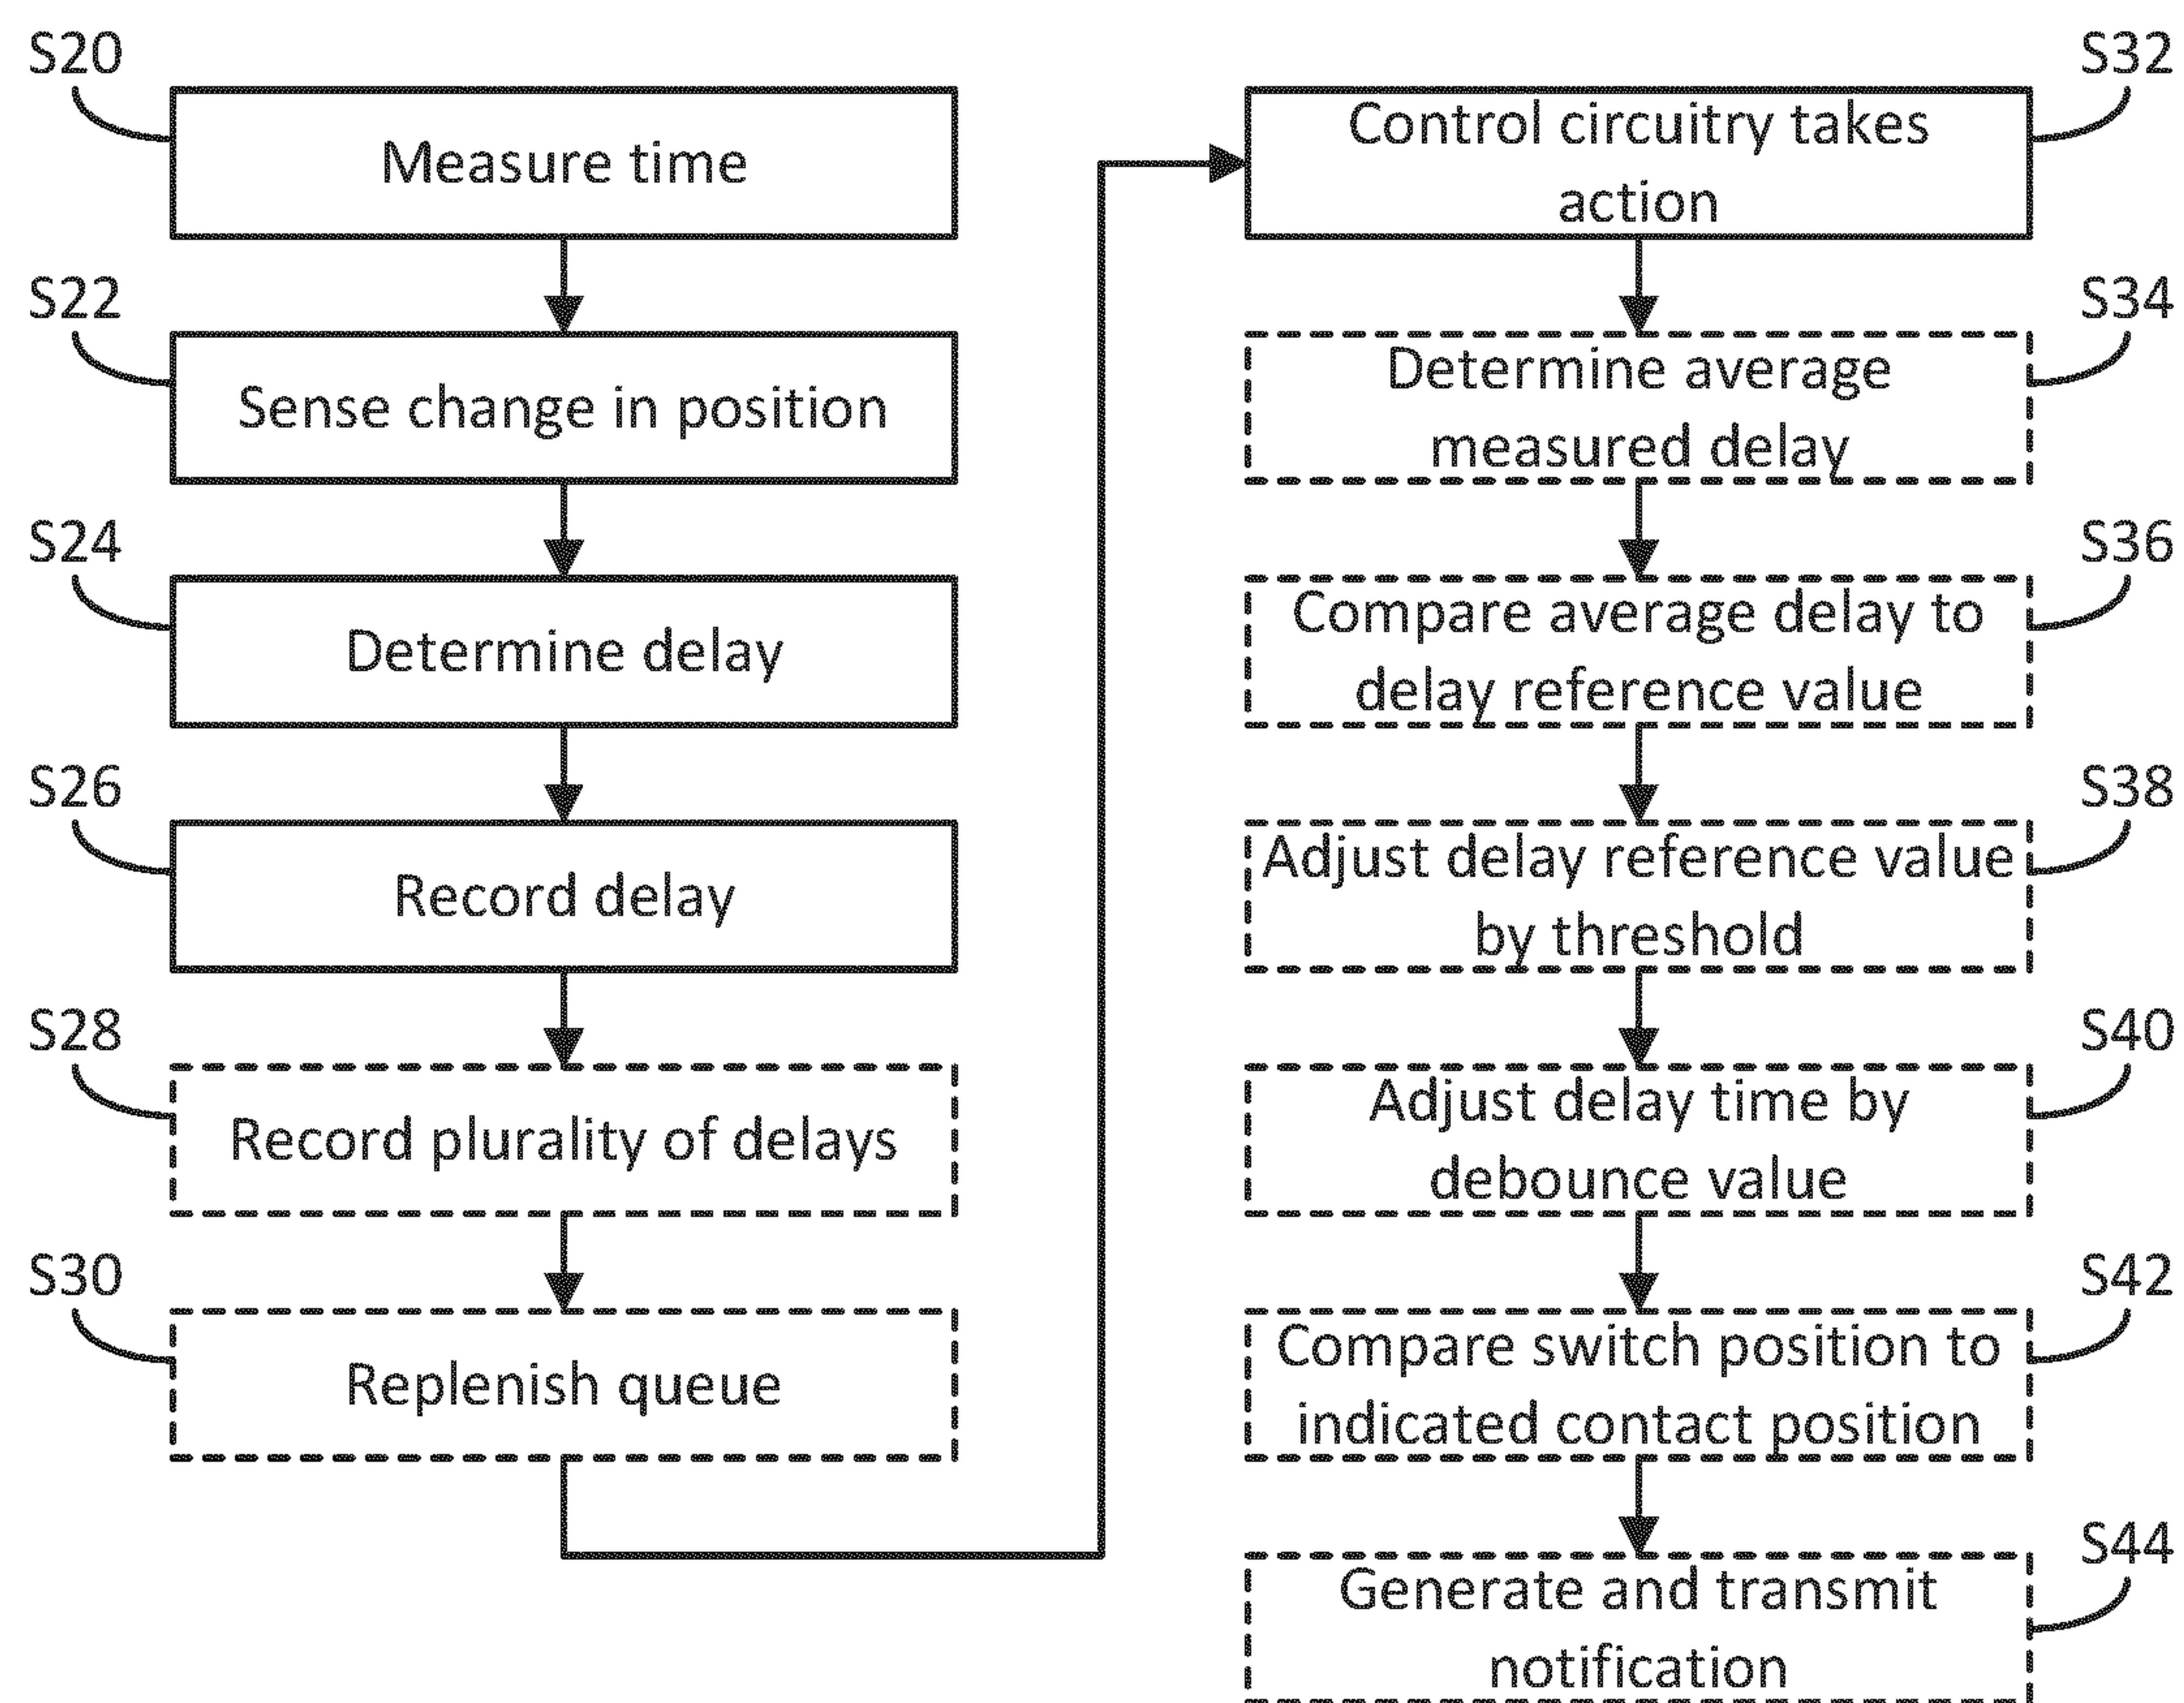 S20
Measure time
S22
Sense change in position
S24
Determine delay
S26
Record delay
S28
Record plurality of delays
S30
Replenish queue
S32
Control circuitry takes
action
S34
Determine average
measured delay
S36
Compare average delay to
delay reference value
S38
Adjust delay reference value
by threshold
S40
Adjust delay time by
debounce value
S42
Compare switch position to
indicated contact position
S44
Generate and transmit
notification